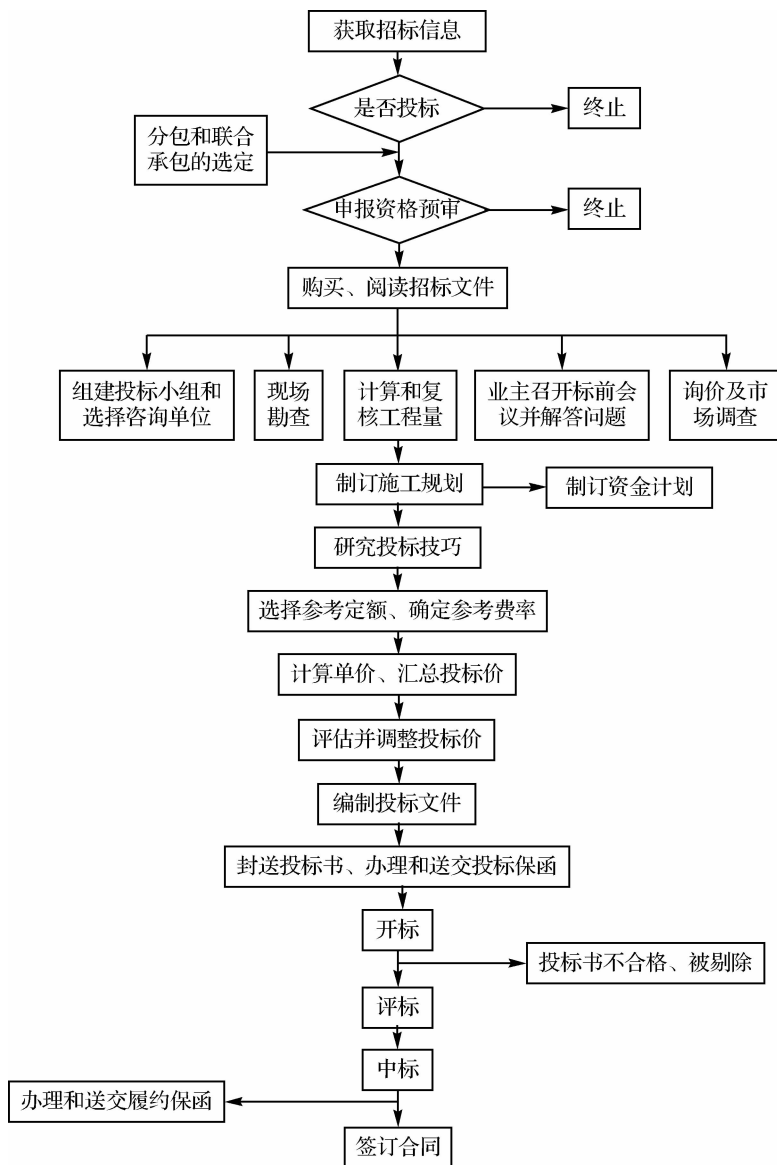 获取招标信息
是否投标
终止
分包和联合
承包的选定
申报资格预审
终止
购买、阅读招标文件
组建投标小组和
选择咨询单位
现场
勘查
计算和复
核工程量
业主召开标前会
议并解答问题
询价及市
场调查
制订施工规划
制订资金计划
研究投标技巧
选择参考定额、确定参考费率
计算单价、汇总投标价
评估并调整投标价
编制投标文件
封送投标书、办理和送交投标保函
开标
投标书不合格、被剔除
评标
中标
办理和送交履约保函
签订合同